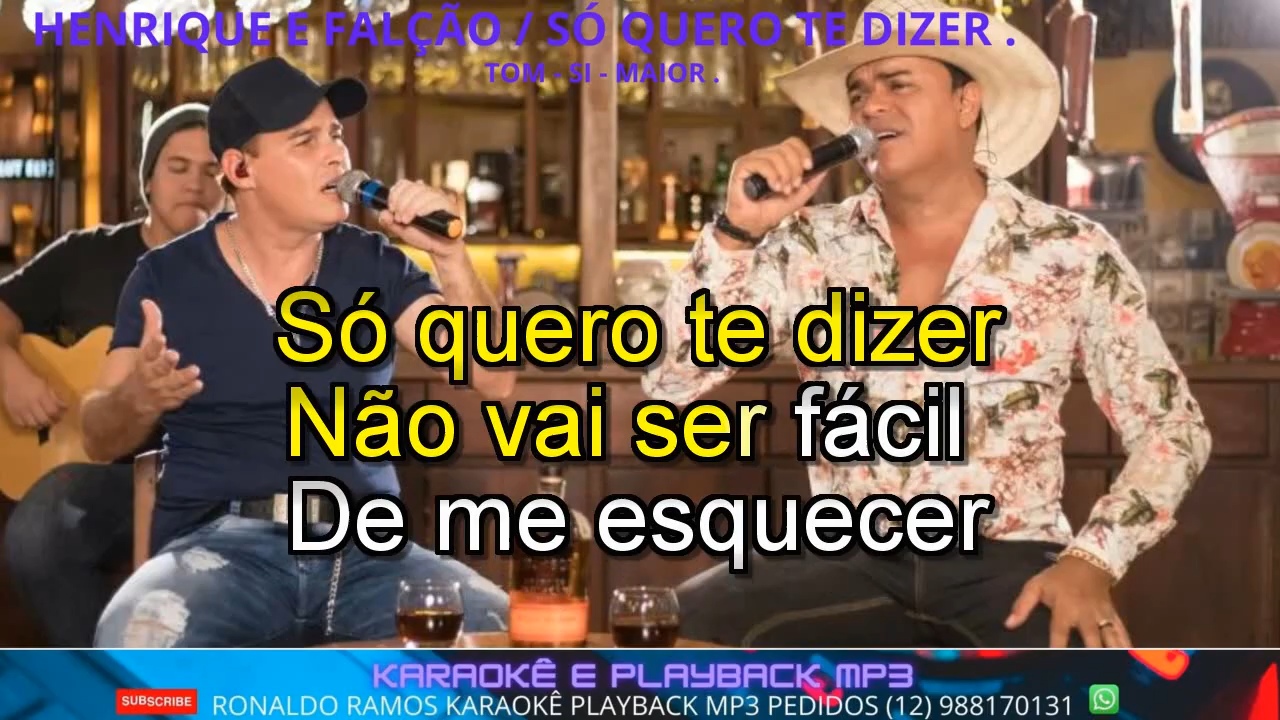 HENRIQUE E FALÇÃO / SÓ QUERO TE DIZER .
TOM - SI - MAIOR .
Só quero te dizer
Não vai ser fácil
De me esquecer
KARAOKÊ E PLAYBACK MP3
SUBSCRIBE
RONALDO RAMOS KARAOKÊ PLAYBACK MP3 PEDIDOS (12) 988170131